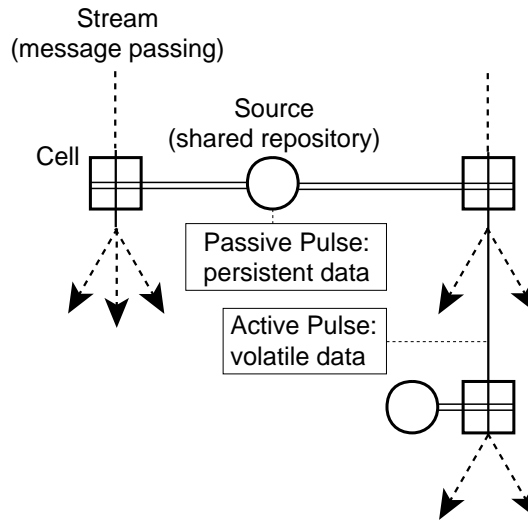 Stream
(message passing)
Source
(shared repository)
Cell
Passive Pulse:
persistent data
Active Pulse:
volatile data